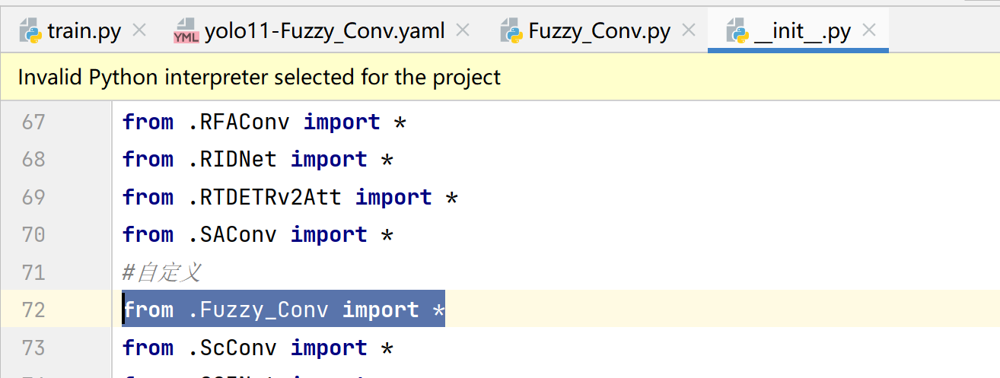 train.py
yolo11-Fuzzy_Conv.yaml
Fuzzy_Conv.py
__init__.py
Invalid Python interpreter selected for the project
67 from .RFAConv import *
68 from .RIDNet import *
69 from .RTDETRv2Att import *
70 from .SAConv import *
71 #自定义
72 from .Fuzzy_Conv import *
73 from .ScConv import *